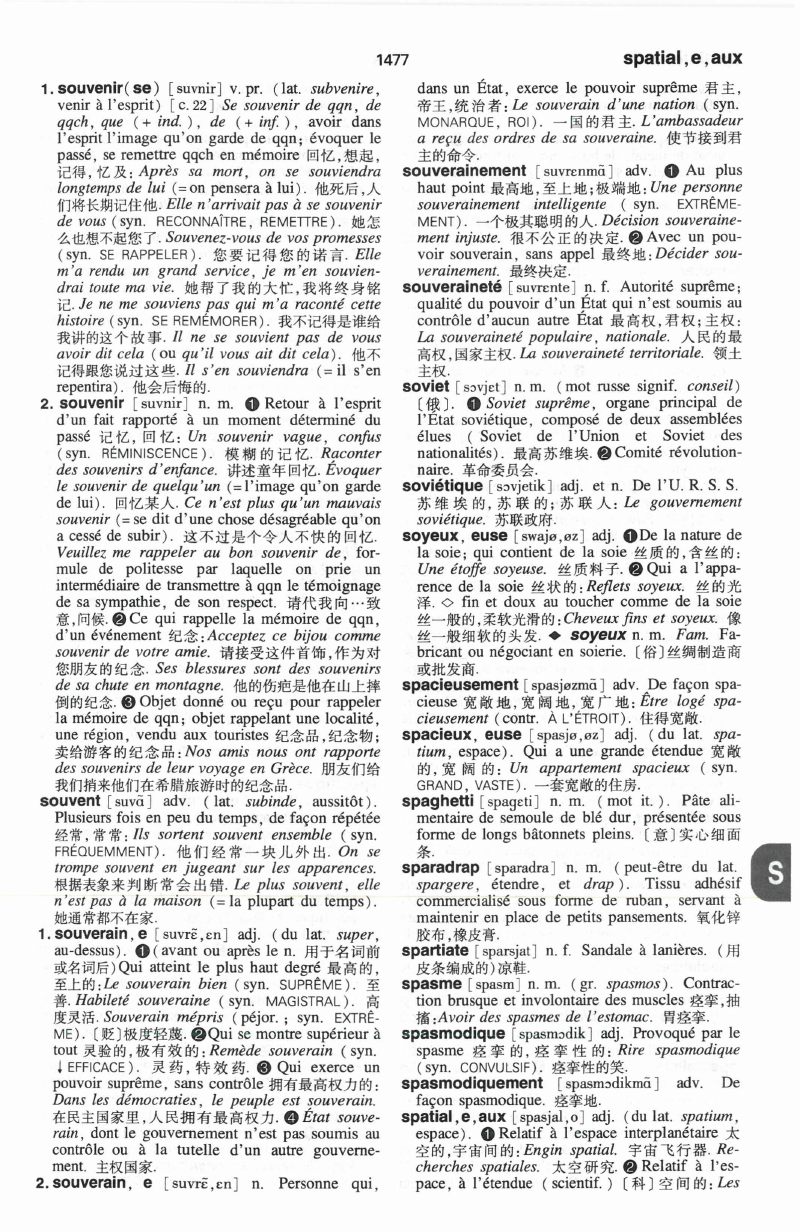 1477
spatial,e,aux
1. souvenir(se) [suvnir] v. pr. (lat. subvenire,
venir à l'esprit) [c. 22] Se souvenir de qqn, de
qqch, que (+ ind.), de (+ inf.), avoir dans
l'esprit l'image qu'on garde de qqn; évoquer le
passé, se remettre qqch en mémoire 回忆,想起,
记得,忆及: Après sa mort, on se souviendra
longtemps de lui (= on pensera à lui). 他死后,人
们将长期记住他. Elle n'arrivait pas à se souvenir
de vous (syn. RECONNAÎTRE, REMETTRE). 她怎
么也想不起您了. Souvenez-vous de vos promesses
(syn. SE RAPPELER). 您要记得您的诺言. Elle
m'a rendu un grand service, je m'en souvien-
drai toute ma vie. 她帮了我的大忙,我将终身铭
记. Je ne me souviens pas qui m'a raconté cette
histoire (syn. SE REMÉMORER). 我不记得是谁给
我讲的这个故事. Il ne se souvient pas de vous
avoir dit cela (ou qu'il vous ait dit cela). 他不
记得跟您说过这些. Il s'en souviendra (= il s'en
repentira). 他会后悔的.
2. souvenir [suvnir] n. m. ❶ Retour à l'esprit
d'un fait rapporté à un moment déterminé du
passé 记忆,回忆: Un souvenir vague, confus
(syn. RÉMINISCENCE). 模糊的记忆. Raconter
des souvenirs d'enfance. 讲述童年回忆. Évoquer
le souvenir de quelqu'un (= l'image qu'on garde
de lui). 回忆某人. Ce n'est plus qu'un mauvais
souvenir (= se dit d'une chose désagréable qu'on
a cessé de subir). 这不过是个令人不快的回忆.
Veuillez me rappeler au bon souvenir de, for-
mule de politesse par laquelle on prie un
intermédiaire de transmettre à qqn le témoignage
de sa sympathie, de son respect. 请代我向…致
意,问候. ❷ Ce qui rappelle la mémoire de qqn,
d'un événement 纪念: Acceptez ce bijou comme
souvenir de votre amie. 请接受这件首饰,作为对
您朋友的纪念. Ses blessures sont des souvenirs
de sa chute en montagne. 他的伤疤是他在山上摔
倒的纪念. ❸ Objet donné ou reçu pour rappeler
la mémoire de qqn; objet rappelant une localité,
une région, vendu aux touristes 纪念品,纪念物;
卖给游客的纪念品: Nos amis nous ont rapporte
des souvenirs de leur voyage en Grèce. 朋友们给
我们捎来他们在希腊旅游时的纪念品.
souvent [suvã] adv. (lat. subinde, aussitôt).
Plusieurs fois en peu du temps, de façon répétée
经常,常常: Ils sortent souvent ensemble (syn.
FRÉQUEMMENT). 他们经常一块儿外出. On se
trompe souvent en jugeant sur les apparences.
根据表象来判断常会出错. Le plus souvent, elle
n'est pas à la maison (= la plupart du temps).
她通常都不在家.
1. souverain, e [suvrɛ̃,ɛn] adj. (du lat. super,
au-dessus). ❶ (avant ou après le n. 用于名词前
或名词后) Qui atteint le plus haut degré 最高的,
至上的: Le souverain bien (syn. SUPRÊME). 至
善. Habileté souveraine (syn. MAGISTRAL). 高
度灵活. Souverain mépris (péjor.; syn. EXTRÊ-
ME). 〔贬〕极度轻蔑. ❷ Qui se montre supérieur à
tout 灵验的,极有效的: Remède souverain (syn.
↓EFFICACE). 灵药,特效药. ❸ Qui exerce un
pouvoir suprême, sans contrôle 拥有最高权力的:
Dans les démocraties, le peuple est souverain.
在民主国家里,人民拥有最高权力. ❹ État souve-
rain, dont le gouvernement n'est pas soumis au
contrôle ou à la tutelle d'un autre gouverne-
ment. 主权国家.
2. souverain, e [suvrɛ̃,ɛn] n. Personne qui,
dans un État, exerce le pouvoir suprême 君主,
帝王,统治者: Le souverain d'une nation (syn.
MONARQUE, ROI). 一国的君主. L'ambassadeur
a reçu des ordres de sa souveraine. 使节接到君
主的命令.
souverainement [suvrɛnmã] adv. ❶ Au plus
haut point 最高地,至上地;极端地: Une personne
souverainement intelligente (syn. EXTRÊME-
MENT). 一个极其聪明的人. Décision souveraine-
ment injuste. 很不公正的决定. ❷ Avec un pou-
voir souverain, sans appel 最终地: Décider sou-
verainement. 最终决定.
souveraineté [suvrɛnte] n. f. Autorité suprême;
qualité du pouvoir d'un État qui n'est soumis au
contrôle d'aucun autre État 最高权,君权;主权:
La souveraineté populaire, nationale. 人民的最
高权,国家主权. La souveraineté territoriale. 领土
主权.
soviet [sɔvjɛt] n. m. (mot russe signif. conseil)
〔俄〕. ❶ Soviet suprême, organe principal de
l'État soviétique, composé de deux assemblées
élues (Soviet de l'Union et Soviet des
nationalités). 最高苏维埃. ❷ Comité révolution-
naire. 革命委员会.
soviétique [sɔvjetik] adj. et n. De l'U. R. S. S.
苏维埃的,苏联的;苏联人: Le gouvernement
soviétique. 苏联政府.
soyeux, euse [swajø,øz] adj. ❶ De la nature de
la soie; qui contient de la soie 丝质的,含丝的:
Une étoffe soyeuse. 丝质料子. ❷ Qui a l'appa-
rence de la soie 丝状的: Reflets soyeux. 丝的光
泽. ◇ fin et doux au toucher comme de la soie
丝一般的,柔软光滑的: Cheveux fins et soyeux. 像
丝一般细软的头发. ◆ soyeux n. m. Fam. Fa-
bricant ou négociant en soierie. 〔俗〕丝绸制造商
或批发商.
spacieusement [spasjøzmã] adv. De façon spa-
cieuse 宽敞地,宽阔地,宽广地: Être logé spa-
cieusement (contr. À L'ÉTROIT). 住得宽敞.
spacieux, euse [spasjø,øz] adj. (du lat. spa-
tium, espace). Qui a une grande étendue 宽敞
的,宽阔的: Un appartement spacieux (syn.
GRAND, VASTE). 一套宽敞的住房.
spaghetti [spageti] n. m. (mot it.). Pâte ali-
mentaire de semoule de blé dur, présentée sous
forme de longs bâtonnets pleins. 〔意〕实心细面
条.
sparadrap [sparadra] n. m. (peut-être du lat.
spargere, étendre, et drap). Tissu adhésif
commercialisé sous forme de ruban, servant à
maintenir en place de petits pansements. 氧化锌
胶布,橡皮膏.
spartiate [sparsjat] n. f. Sandale à lanières. (用
皮条编成的)凉鞋.
spasme [spasm] n. m. (gr. spasmos). Contrac-
tion brusque et involontaire des muscles 痉挛,抽
搐: Avoir des spasmes de l'estomac. 胃痉挛.
spasmodique [spasmɔdik] adj. Provoqué par le
spasme 痉挛的,痉挛性的: Rire spasmodique
(syn. CONVULSIF). 痉挛性的笑.
spasmodiquement [spasmɔdikmã] adv. De
façon spasmodique. 痉挛地.
spatial,e,aux [spasjal,o] adj. (du lat. spatium,
espace). ❶ Relatif à l'espace interplanétaire 太
空的,宇宙间的: Engin spatial. 宇宙飞行器. Re-
cherches spatiales. 太空研究. ❷ Relatif à l'es-
pace, à l'étendue (scientif.) 〔科〕空间的: Les
S